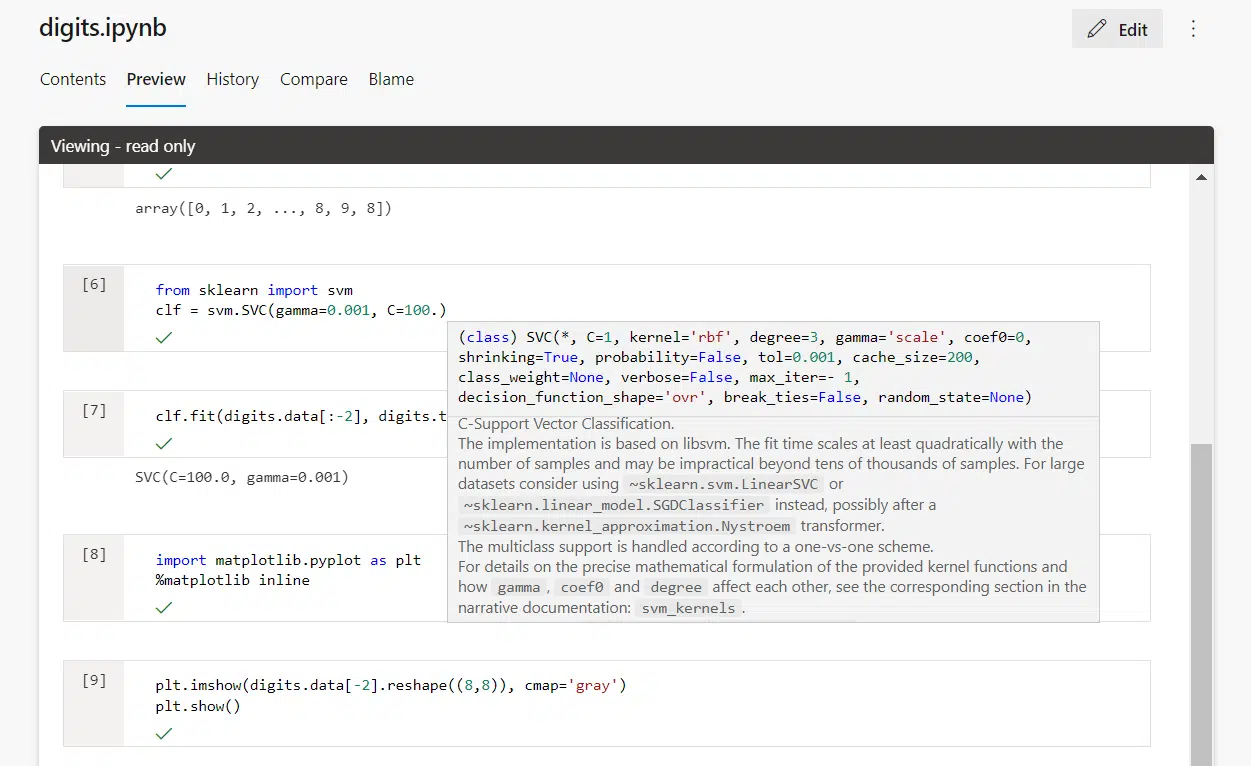 digits.ipynb
Edit
Contents Preview History Compare Blame
Viewing - read only
array([0, 1, 2, ..., 8, 9, 8])
[6]
from sklearn import svm
clf = svm.SVC(gamma=0.001, C=100.)
(class) SVC(*, C=1, kernel='rbf', degree=3, gamma='scale', coef0=0,
shrinking=True, probability=False, tol=0.001, cache_size=200,
class_weight=None, verbose=False, max_iter=- 1,
decision_function_shape='ovr', break_ties=False, random_state=None)
C-Support Vector Classification.
The implementation is based on libsvm. The fit time scales at least quadratically with the
number of samples and may be impractical beyond tens of thousands of samples. For large
datasets consider using ~sklearn.svm.LinearSVC or
~sklearn.linear_model.SGDClassifier instead, possibly after a
~sklearn.kernel_approximation.Nystroem transformer.
The multiclass support is handled according to a one-vs-one scheme.
For details on the precise mathematical formulation of the provided kernel functions and
how gamma , coef0 and degree affect each other, see the corresponding section in the
narrative documentation: svm_kernels .
[7]
clf.fit(digits.data[:-2], digits.t
SVC(C=100.0, gamma=0.001)
[8]
import matplotlib.pyplot as plt
%matplotlib inline
[9]
plt.imshow(digits.data[-2].reshape((8,8)), cmap='gray')
plt.show()